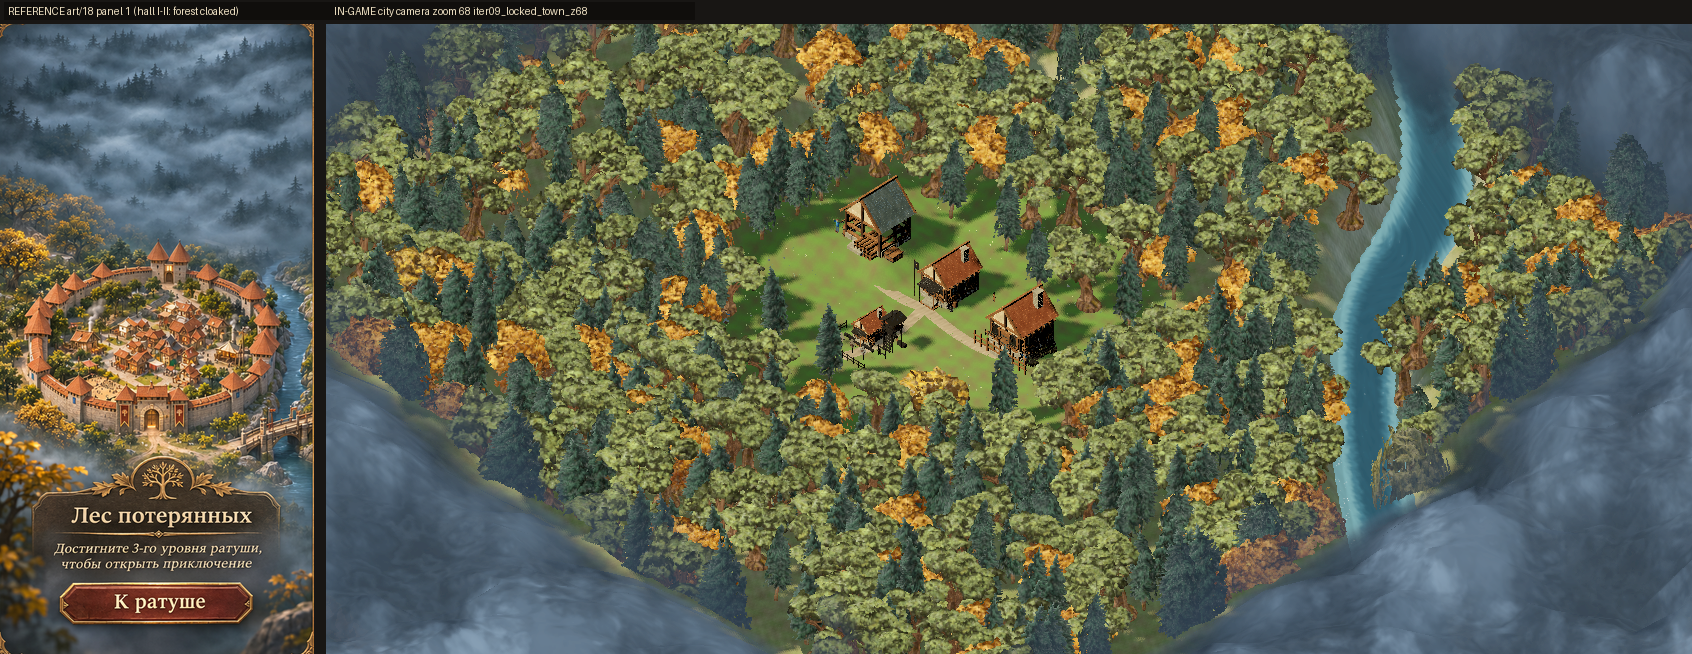 REFERENCE art/18 panel 1 (hall I-II: forest cloaked)
IN-GAME city camera zoom 68 iter09_locked_town_z68
Лес потерянных
Достигните 3-го уровня ратуши,
чтобы открыть приключение
К ратуше